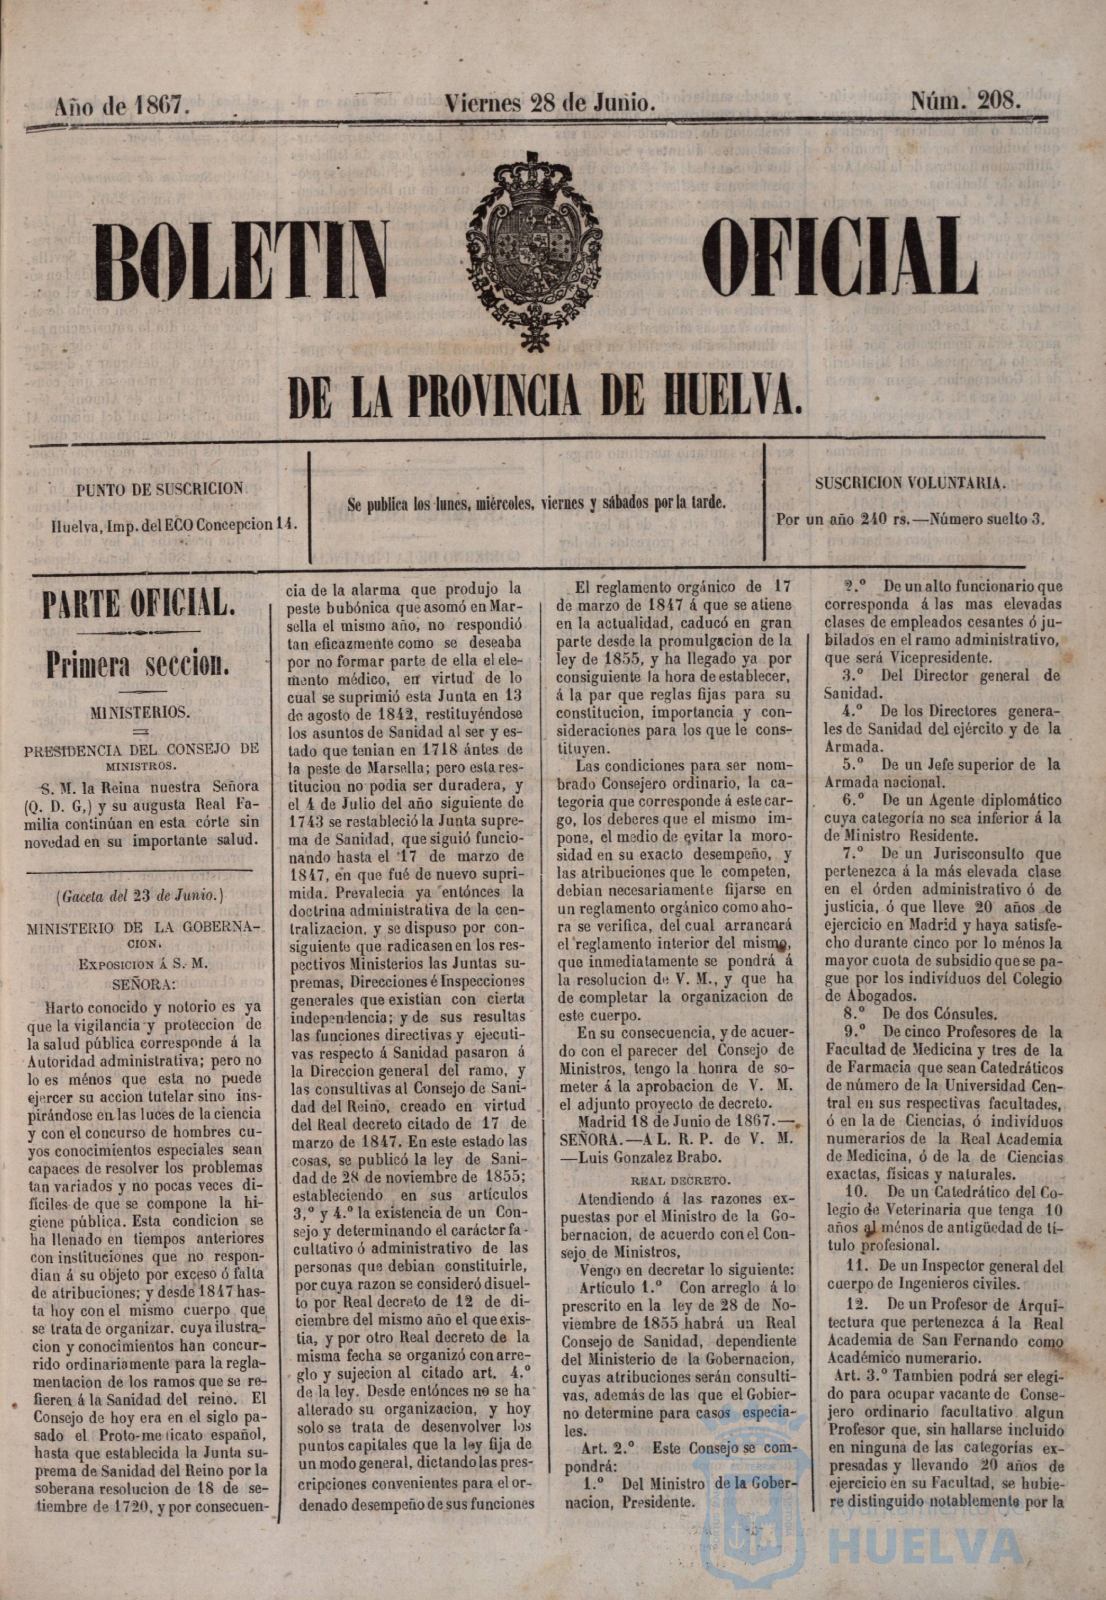 Año de 1867.
Viernes 28 de Junio.
Núm. 208.
BOLETIN OFICIAL
DE LA PROVINCIA DE HUELVA.
PUNTO DE SUSCRICION
Huelva, Imp. del ECO Concepcion 14.
Se publica los lunes, miércoles, viernes y sábados por la tarde.
SUSCRICION VOLUNTARIA.
Por un año 240 rs.—Número suelto 3.
PARTE OFICIAL.
Primera seccion.
MINISTERIOS.
PRESIDENCIA DEL CONSEJO DE
MINISTROS.
S. M. la Reina nuestra Señora
(Q. D. G,) y su augusta Real Fa-
milia continúan en esta córte sin
novedad en su importante salud.
(Gaceta del 23 de Junio.)
MINISTERIO DE LA GOBERNA-
CION.
EXPOSICION Á S. M.
SEÑORA:
Harto conocido y notorio es ya
que la vigilancia y proteccion de
la salud pública corresponde á la
Autoridad administrativa; pero no
lo es ménos que esta no puede
ejercer su accion tutelar sino ins-
pirándose en las luces de la ciencia
y con el concurso de hombres cu-
yos conocimientos especiales sean
capaces de resolver los problemas
tan variados y no pocas veces di-
fíciles de que se compone la hi-
giene pública. Esta condicion se
ha llenado en tiempos anteriores
con instituciones que no respon-
dian á su objeto por exceso ó falta
de atribuciones; y desde 1847 has-
ta hoy con el mismo cuerpo que
se trata de organizar, cuya ilustra-
cion y conocimientos han concur-
rido ordinariamente para la regla-
mentacion de los ramos que se re-
fieren á la Sanidad del reino. El
Consejo de hoy era en el siglo pa-
sado el Proto-medicato español,
hasta que establecida la Junta su-
prema de Sanidad del Reino por la
soberana resolucion de 18 de se-
tiembre de 1720, y por consecuen-
cia de la alarma que produjo la
peste bubónica que asomó en Mar-
sella el mismo año, no respondió
tan eficazmente como se deseaba
por no formar parte de ella el ele-
mento médico, en virtud de lo
cual se suprimió esta Junta en 13
de agosto de 1842, restituyéndose
los asuntos de Sanidad al ser y es-
tado que tenian en 1718 ántes de
la peste de Marsella; pero esta res-
titucion no podia ser duradera, y
el 4 de Julio del año siguiente de
1743 se restableció la Junta supre-
ma de Sanidad, que siguió funcio-
nando hasta el 17 de marzo de
1847, en que fué de nuevo supri-
mida. Prevalecia ya entónces la
doctrina administrativa de la cen-
tralizacion, y se dispuso por con-
siguiente que radicasen en los res-
pectivos Ministerios las Juntas su-
premas, Direcciones é Inspecciones
generales que existian con cierta
independencia; y de sus resultas
las funciones directivas y ejecuti-
vas respecto á Sanidad pasaron á
la Direccion general del ramo, y
las consultivas al Consejo de Sani-
dad del Reino, creado en virtud
del Real decreto citado de 17 de
marzo de 1847. En este estado las
cosas, se publicó la ley de Sani-
dad de 28 de noviembre de 1855;
estableciendo en sus artículos
3,º y 4.º la existencia de un Con-
sejo y determinando el carácter fa-
cultativo ó administrativo de las
personas que debian constituirle,
por cuya razon se consideró disuel-
to por Real decreto de 12 de di-
ciembre del mismo año el que exis-
tia, y por otro Real decreto de la
misma fecha se organizó con arre-
glo y sujecion al citado art. 4.º
de la ley. Desde entónces no se ha
alterado su organizacion, y hoy
solo se trata de desenvolver los
puntos capitales que la ley fija de
un modo general, dictando las pres-
cripciones convenientes para el or-
denado desempeño de sus funciones
El reglamento orgánico de 17
de marzo de 1847 á que se atiene
en la actualidad, caducó en gran
parte desde la promulgacion de la
ley de 1855, y ha llegado ya por
consiguiente la hora de establecer,
á la par que reglas fijas para su
constitucion, importancia y con-
sideraciones para los que le cons-
tituyen.
Las condiciones para ser nom-
brado Consejero ordinario, la ca-
tegoria que corresponde á este car-
go, los deberes que el mismo im-
pone, el medio de evitar la moro-
sidad en su exacto desempeño, y
las atribuciones que le competen,
debian necesariamente fijarse en
un reglamento orgánico como aho-
ra se verifica, del cual arrancará
el reglamento interior del mismo,
que inmediatamente se pondrá á
la resolucion de V. M., y que ha
de completar la organizacion de
este cuerpo.
En su consecuencia, y de acuer-
do con el parecer del Consejo de
Ministros, tengo la honra de so-
meter á la aprobacion de V. M.
el adjunto proyecto de decreto.
Madrid 18 de Junio de 1867.—
SEÑORA.—A L. R. P. de V. M.
—Luis Gonzalez Brabo.
REAL DECRETO.
Atendiendo á las razones ex-
puestas por el Ministro de la Go-
bernacion, de acuerdo con el Con-
sejo de Ministros,
Vengo en decretar lo siguiente:
Artículo 1.º Con arreglo á lo
prescrito en la ley de 28 de No-
viembre de 1855 habrá un Real
Consejo de Sanidad, dependiente
del Ministerio de la Gobernacion,
cuyas atribuciones serán consulti-
vas, además de las que el Gobier-
no determine para casos especia-
les.
Art. 2.º Este Consejo se com-
pondrá:
1.º Del Ministro de la Gober-
nacion, Presidente.
2.º De un alto funcionario que
corresponda á las mas elevadas
clases de empleados cesantes ó ju-
bilados en el ramo administrativo,
que será Vicepresidente.
3.º Del Director general de
Sanidad.
4.º De los Directores genera-
les de Sanidad del ejército y de la
Armada.
5.º De un Jefe superior de la
Armada nacional.
6.º De un Agente diplomático
cuya categoría no sea inferior á la
de Ministro Residente.
7.º De un Jurisconsulto que
pertenezca á la más elevada clase
en el órden administrativo ó de
justicia, ó que lleve 20 años de
ejercicio en Madrid y haya satisfe-
cho durante cinco por lo ménos la
mayor cuota de subsidio que se pa-
gue por los indivíduos del Colegio
de Abogados.
8.º De dos Cónsules.
9.º De cinco Profesores de la
Facultad de Medicina y tres de la
de Farmacia que sean Catedráticos
de número de la Universidad Cen-
tral en sus respectivas facultades,
ó en la de Ciencias, ó indivíduos
numerarios de la Real Academia
de Medicina, ó de la de Ciencias
exactas, físicas y naturales.
10. De un Catedrático del Co-
legio de Veterinaria que tenga 10
años al ménos de antigüedad de tí-
tulo profesional.
11. De un Inspector general del
cuerpo de Ingenieros civiles.
12. De un Profesor de Arqui-
tectura que pertenezca á la Real
Academia de San Fernando como
Académico numerario.
Art. 3.º Tambien podrá ser elegi-
do para ocupar vacante de Conse-
jero ordinario facultativo algun
Profesor que, sin hallarse incluido
en ninguna de las categorías ex-
presadas y llevando 20 años de
ejercicio en su Facultad, se hubie-
re distinguido notablemente por la
Ayuntamiento de
HUELVA